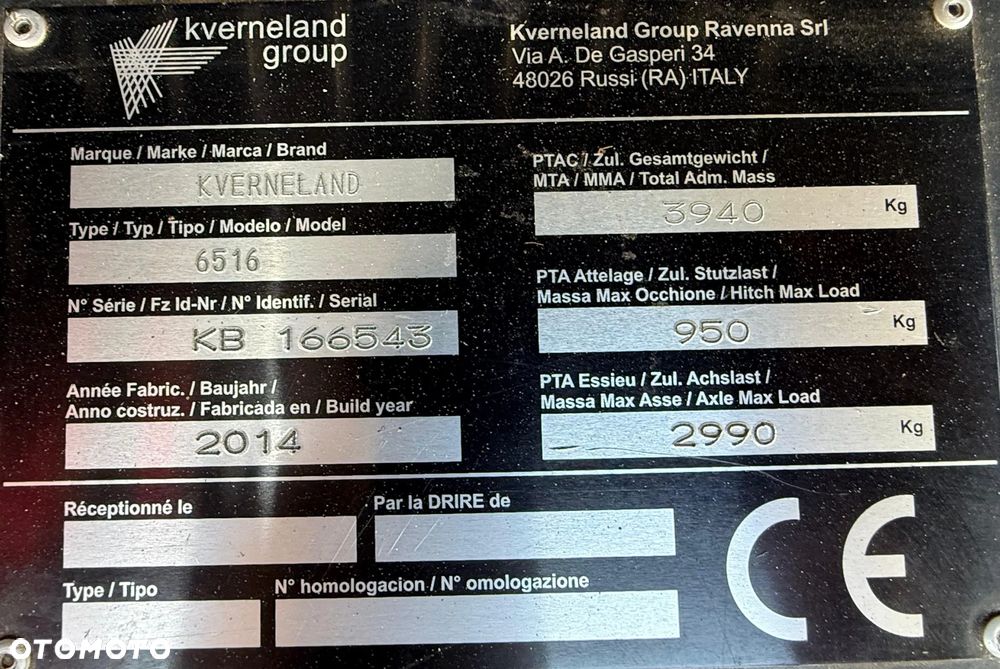 kverneland
group
Kverneland Group Ravenna Srl
Via A. De Gasperi 34
48026 Russi (RA) ITALY
Marque / Marke / Marca / Brand
KVERNELAND
Type / Typ / Tipo / Modelo / Model
6516
N° Série / Fz Id-Nr / N° Identif. / Serial
KB 166543
Année Fabric. / Baujahr /
Anno costruz. / Fabricada en / Build year
2014
PTAC / Zul. Gesamtgewicht /
MTA / MMA / Total Adm. Mass
3940 Kg
PTA Attelage / Zul. Stutzlast /
Massa Max Occhione / Hitch Max Load
950 Kg
PTA Essieu / Zul. Achslast /
Massa Max Asse / Axle Max Load
2990 Kg
Réceptionné le
Par la DRIRE de
Type / Tipo
N° homologacion / N° omologazione
CE
OTOMOTO